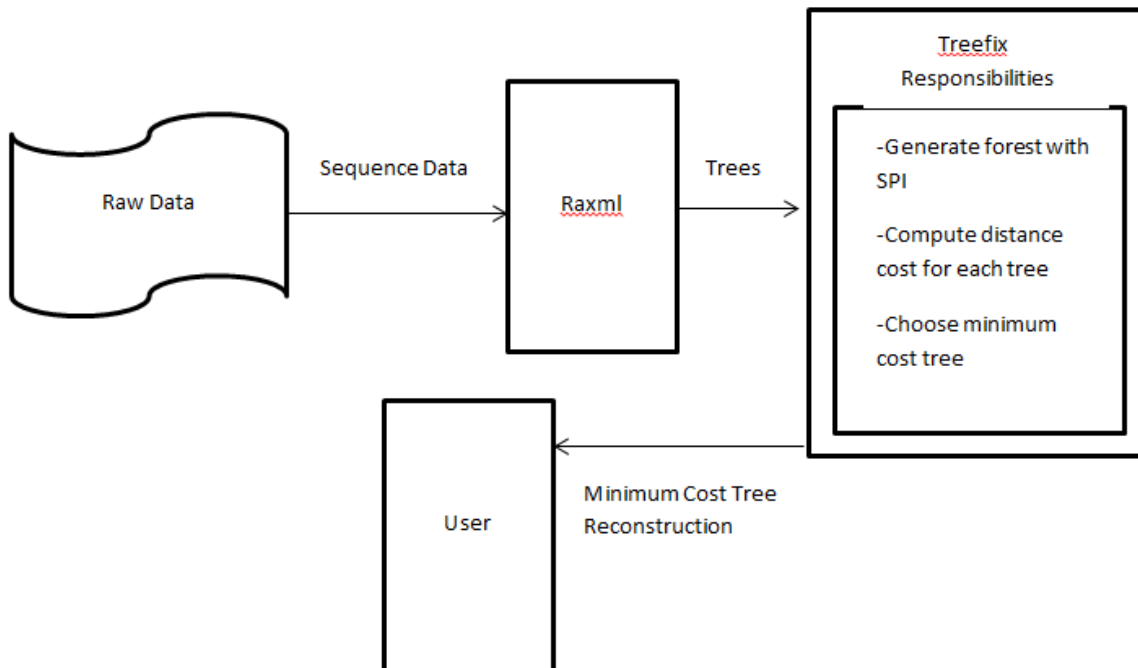 Raw Data
Sequence Data
Raxml
Trees
Treefix
Responsibilities
-Generate forest with
SPI
-Compute distance
cost for each tree
-Choose minimum
cost tree
Minimum Cost Tree
Reconstruction
User